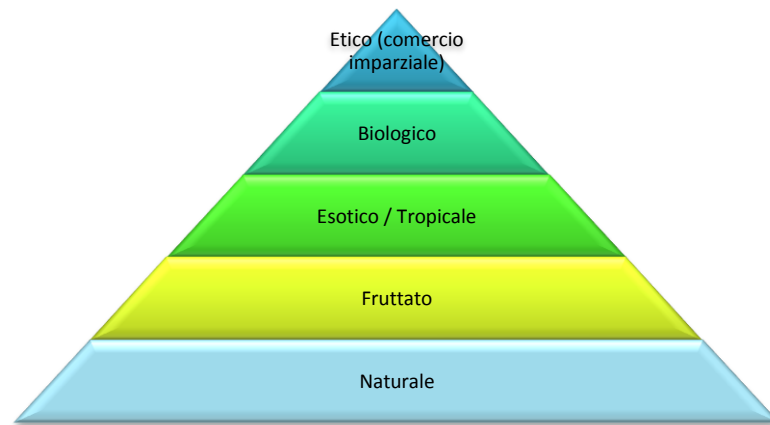 Etico (comercio
imparziale)
Biologico
Esotico / Tropicale
Fruttato
Naturale